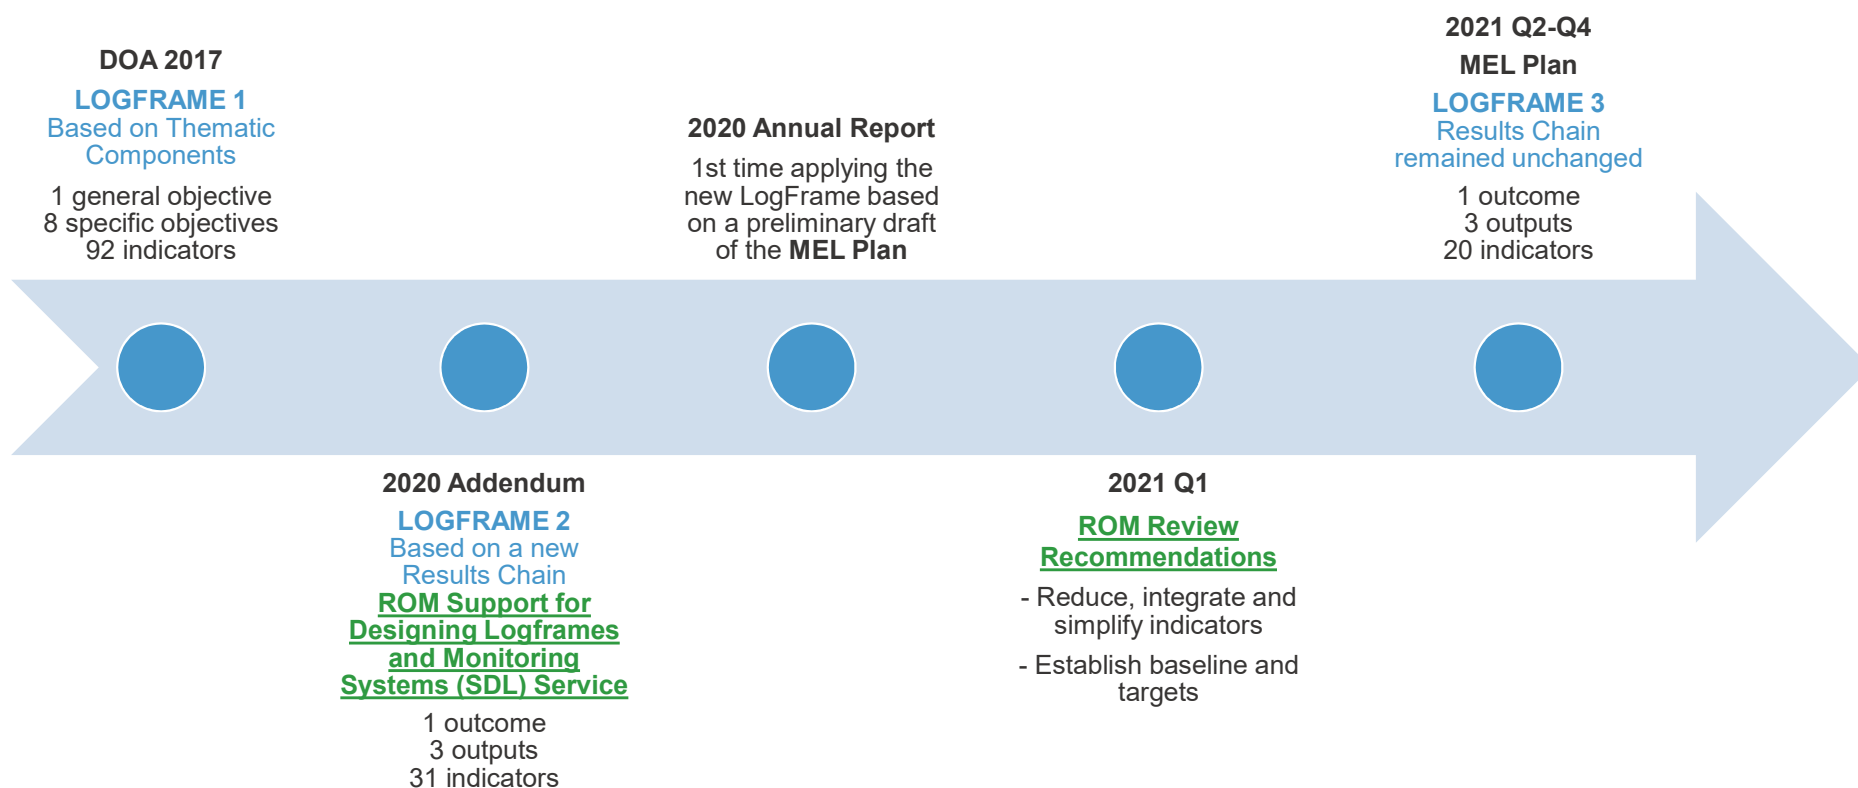 DOA 2017
LOGFRAME 1
Based on Thematic
Components
1 general objective
8 specific objectives
92 indicators
2020 Addendum
LOGFRAME 2
Based on a new
Results Chain
ROM Support for
Designing Logframes
and Monitoring
Systems (SDL) Service
1 outcome
3 outputs
31 indicators
2020 Annual Report
1st time applying the
new LogFrame based
on a preliminary draft
of the MEL Plan
2021 Q1
ROM Review
Recommendations
- Reduce, integrate and
simplify indicators
- Establish baseline and
targets
2021 Q2-Q4
MEL Plan
LOGFRAME 3
Results Chain
remained unchanged
1 outcome
3 outputs
20 indicators